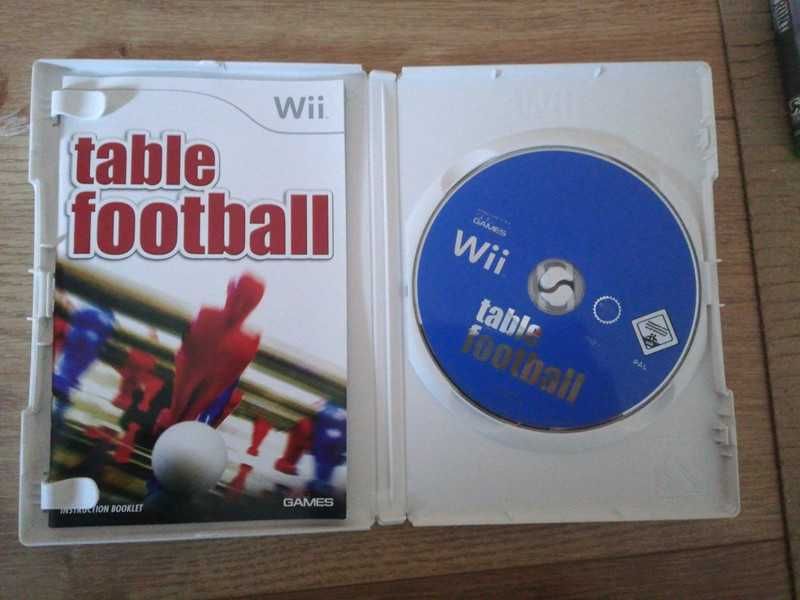 Wii
table
football
INSTRUCTION BOOKLET
GAMES
GAMES
Wii
table
football
PAL